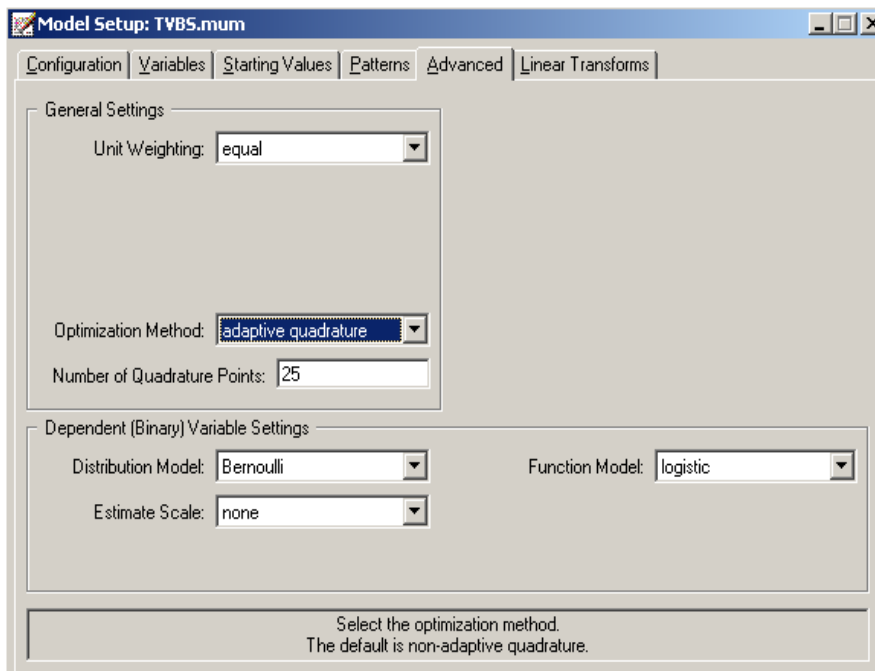 Model Setup: TVBS.mum
Configuration Variables Starting Values Patterns Advanced Linear Transforms
General Settings
Unit Weighting: equal
Optimization Method: adaptive quadrature
Number of Quadrature Points: 25
Dependent (Binary) Variable Settings
Distribution Model: Bernoulli Function Model: logistic
Estimate Scale: none
Select the optimization method.
The default is non-adaptive quadrature.